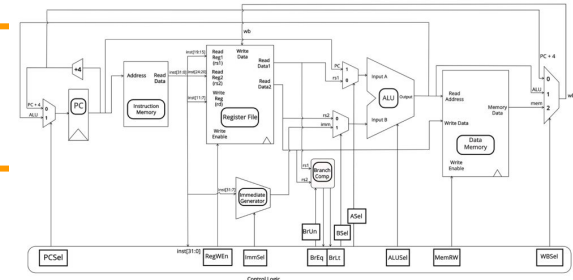 wb
PC + 4
+4
PC + 4
0
ALU
1
PC
Address
Read
Data
Instruction
Memory
inst[31:0]
inst[19:15]
inst[24:20]
inst[11:7]
Read
Reg1
(rs1)
Read
Reg2
(rs2)
Write
Reg
(rd)
Write
Enable
Write
Data
Read
Data1
Read
Data2
Register File
PC
1
rs1
0
rs2
0
imm
1
Input A
Input B
ALU
Output
Read
Address
Write Data
Memory
Data
Data
Memory
Write
Enable
0
ALU
1
mem
2
wb
inst[31:7]
Immediate
Generator
rs1
rs2
Branch
Comp
BrUn
ASel
BSel
PCSel
inst[31:0]
RegWEn
ImmSel
BrEq
BrLt
ALUSel
MemRW
WBSel
Control Logic